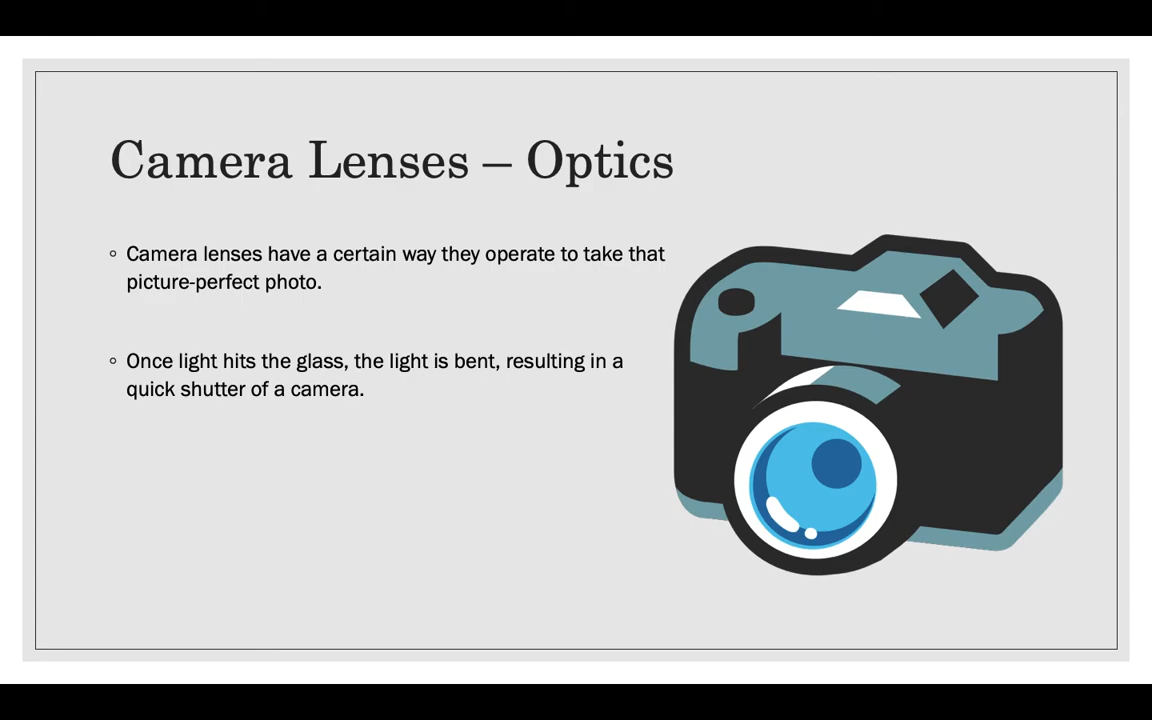 Camera Lenses – Optics
◦ Camera lenses have a certain way they operate to take that
picture-perfect photo.
◦ Once light hits the glass, the light is bent, resulting in a
quick shutter of a camera.